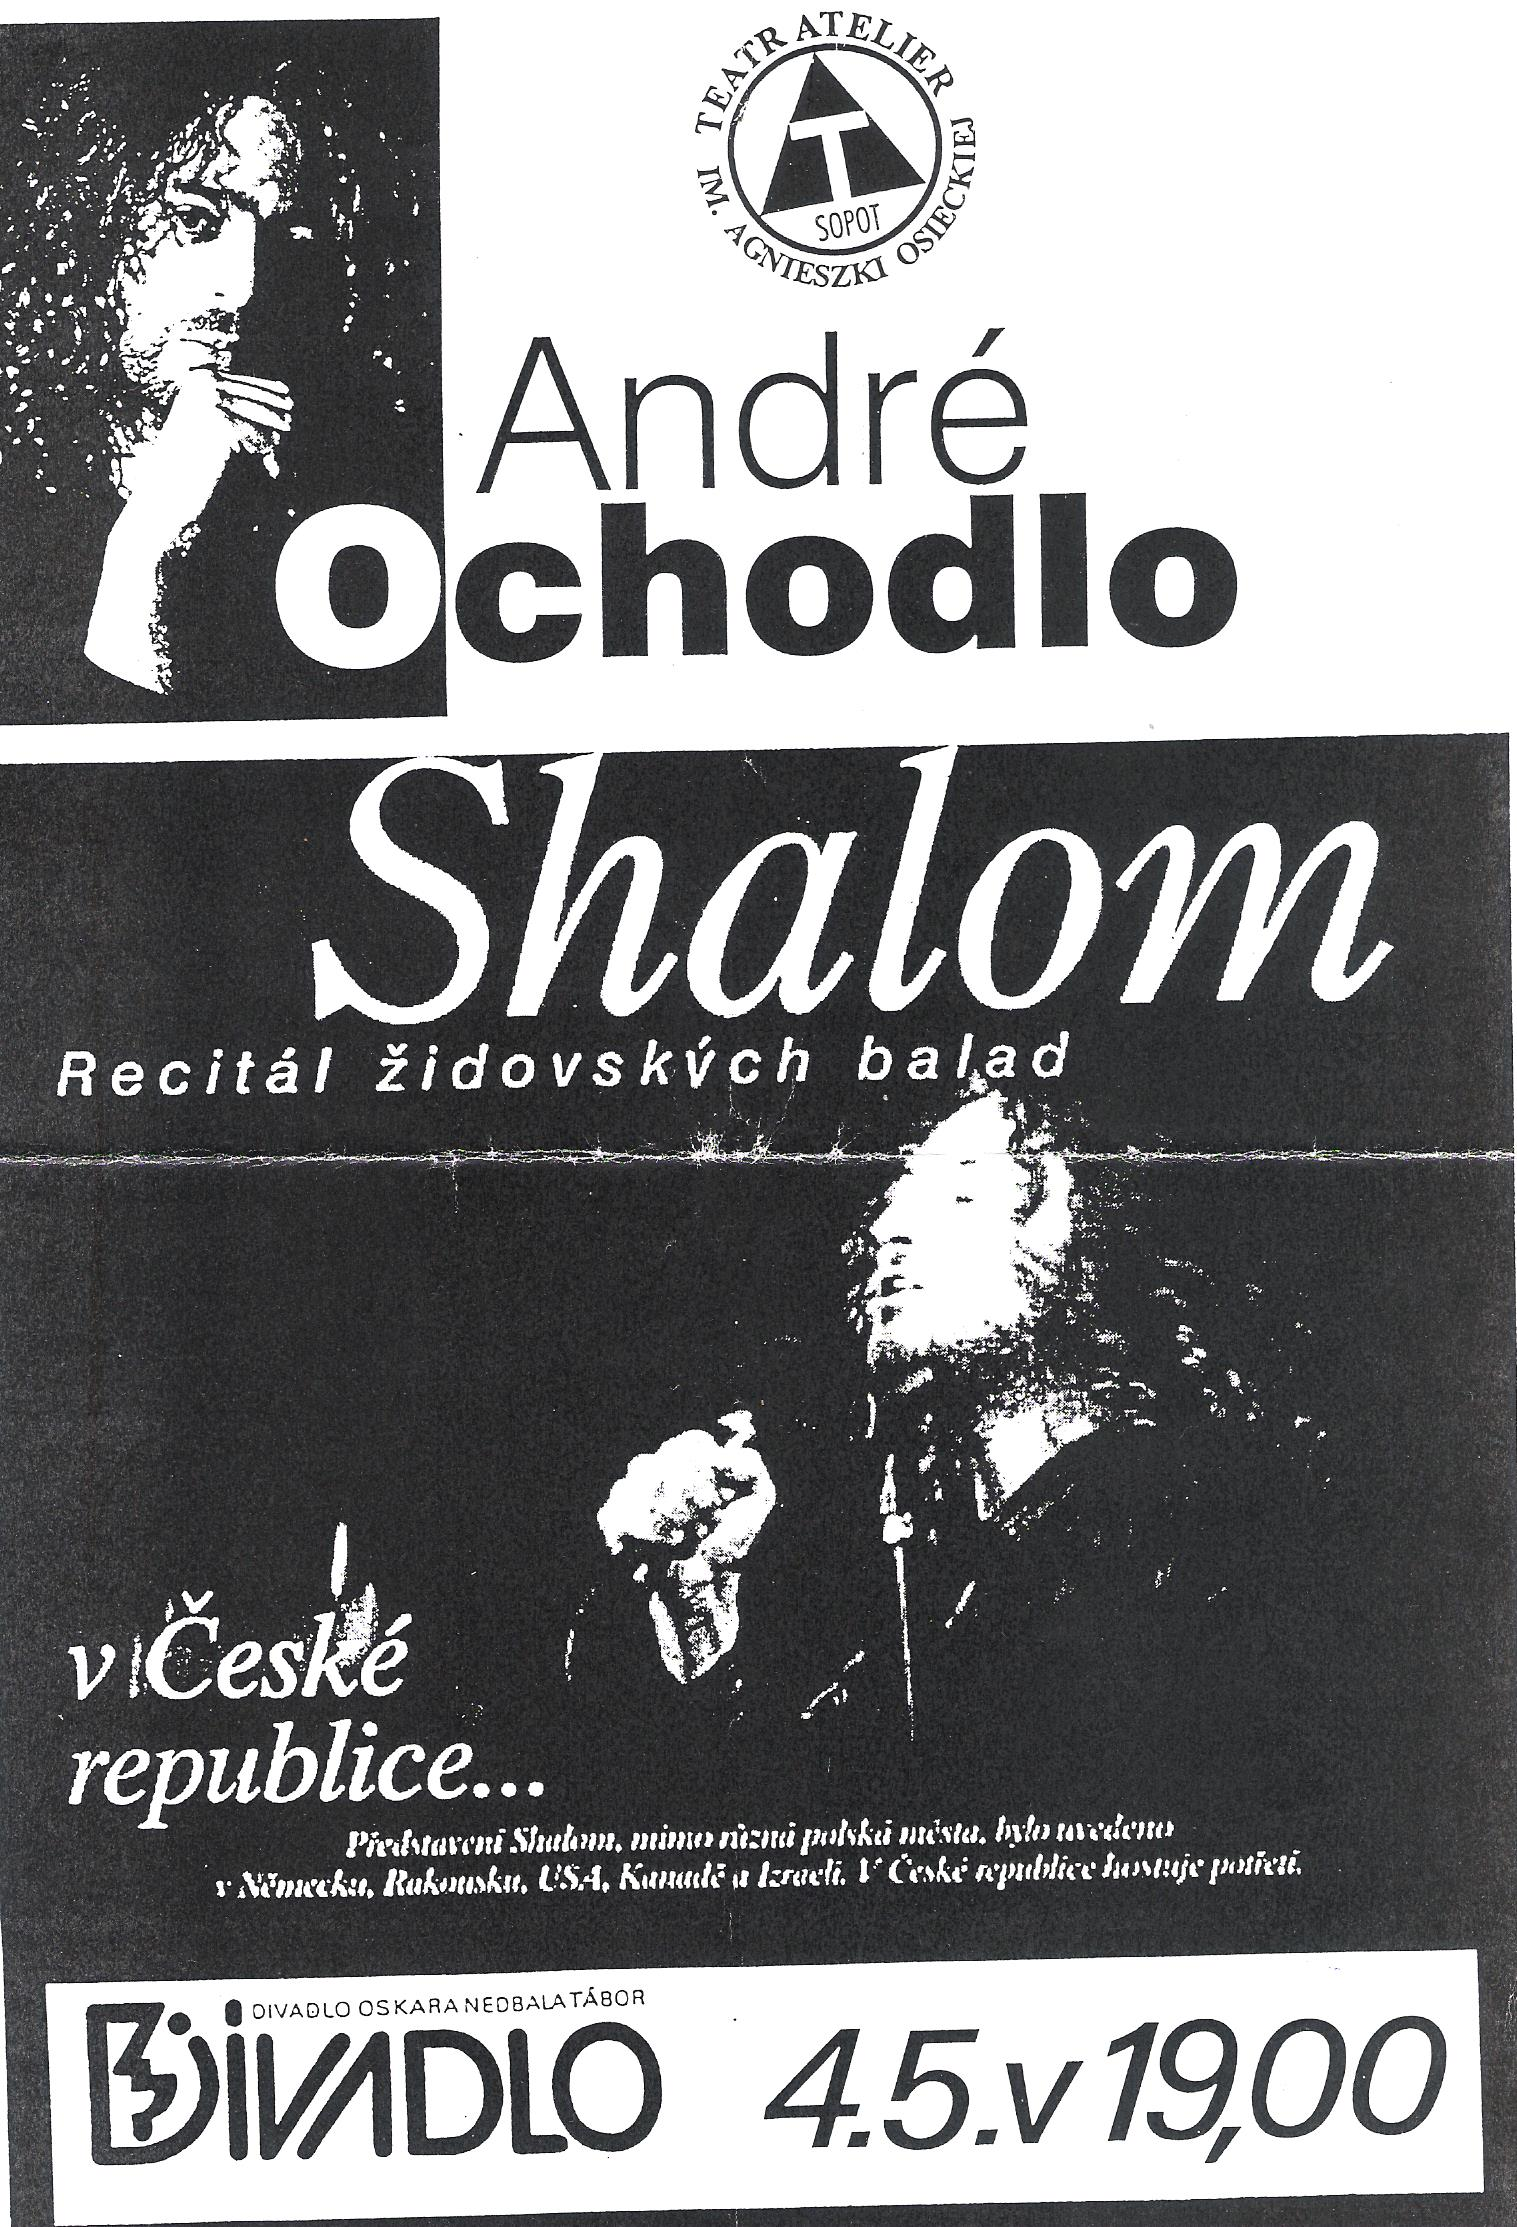 TEATR ATELIER
IM. AGNIESZKI OSIECKIEJ
T
SOPOT
André
Ochodlo
Shalom
Recitál židovských balad
v České
republice...
Představení Shalom, mimo různá polská města, bylo uvedeno
v Německu, Rakousku, USA, Kanadě a Izraeli. V České republice hostuje potřetí.
DIVADLO OSKARA NEDBALA TÁBOR
DIVADLO
4.5. v 19,00